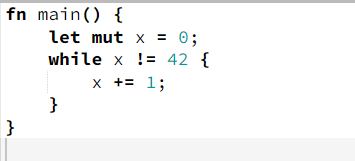 fn main() {
    let mut x = 0;
    while x != 42 {
        x += 1;
    }
}